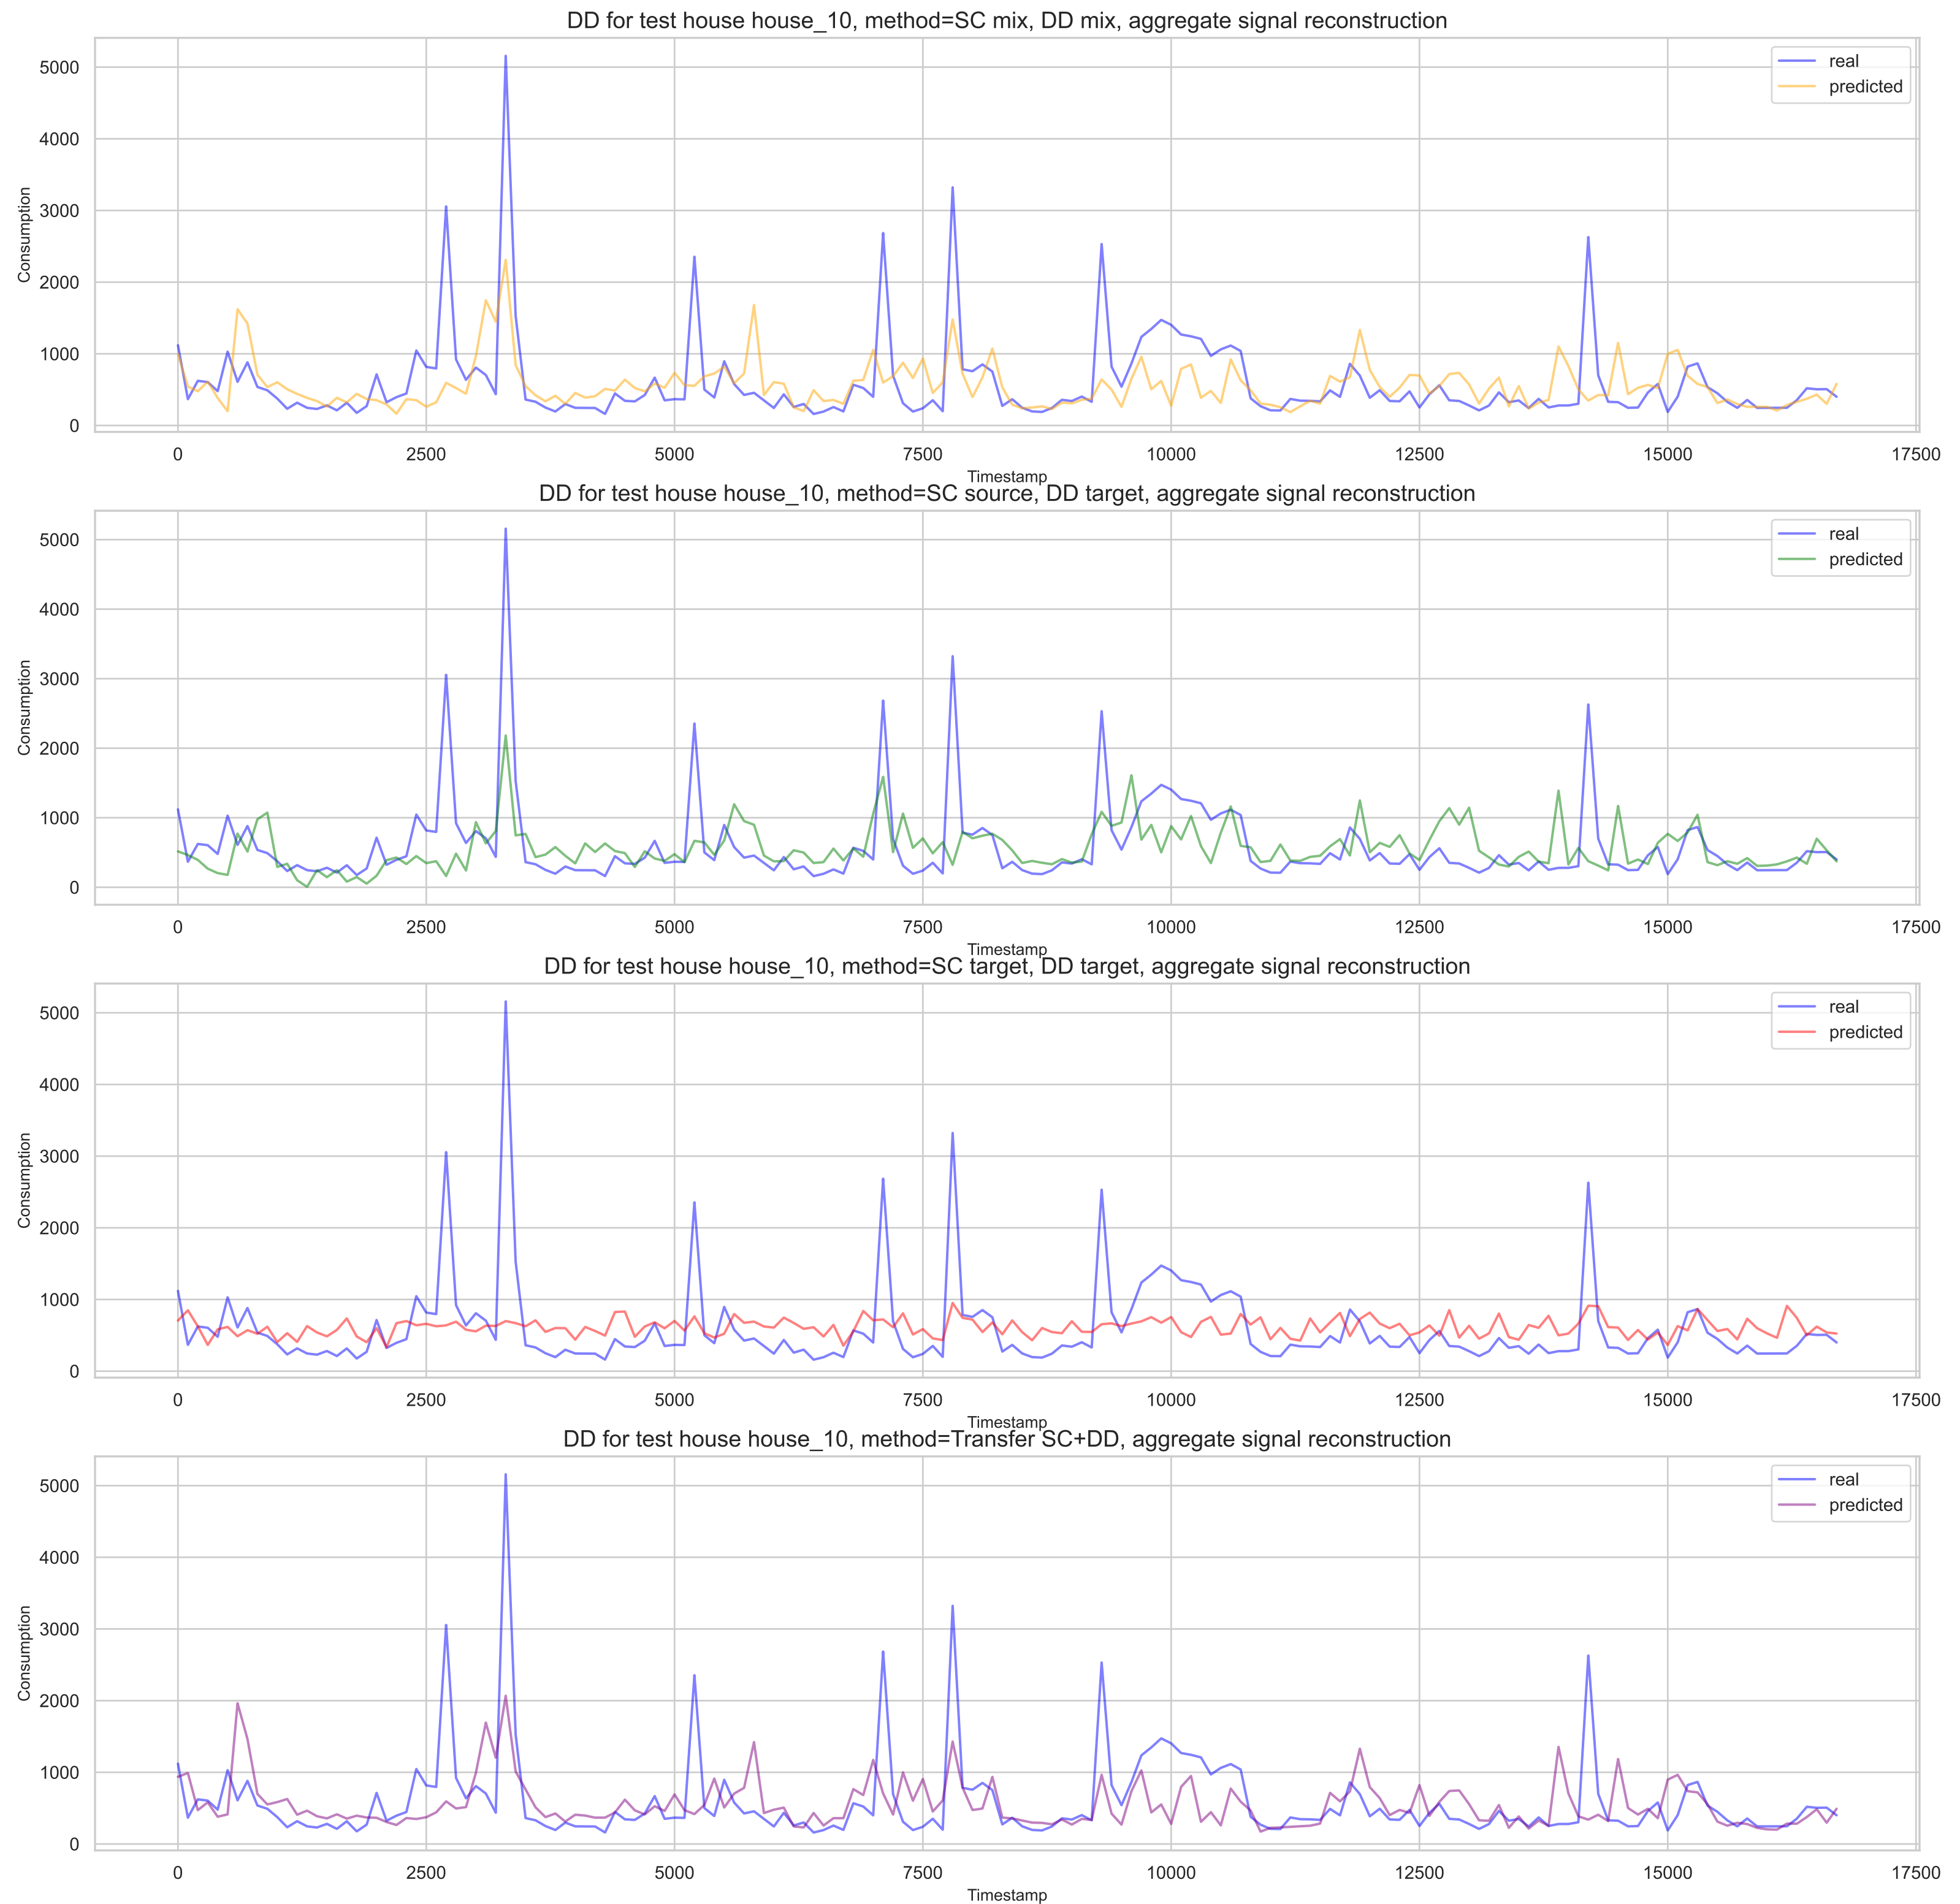 DD for test house house_10, method=SC mix, DD mix, aggregate signal reconstruction
real
predicted
Consumption
5000
4000
3000
2000
1000
0
0 2500 5000 7500 10000 12500 15000 17500
Timestamp
DD for test house house_10, method=SC source, DD target, aggregate signal reconstruction
real
predicted
Consumption
5000
4000
3000
2000
1000
0
0 2500 5000 7500 10000 12500 15000 17500
Timestamp
DD for test house house_10, method=SC target, DD target, aggregate signal reconstruction
real
predicted
Consumption
5000
4000
3000
2000
1000
0
0 2500 5000 7500 10000 12500 15000 17500
Timestamp
DD for test house house_10, method=Transfer SC+DD, aggregate signal reconstruction
real
predicted
Consumption
5000
4000
3000
2000
1000
0
0 2500 5000 7500 10000 12500 15000 17500
Timestamp